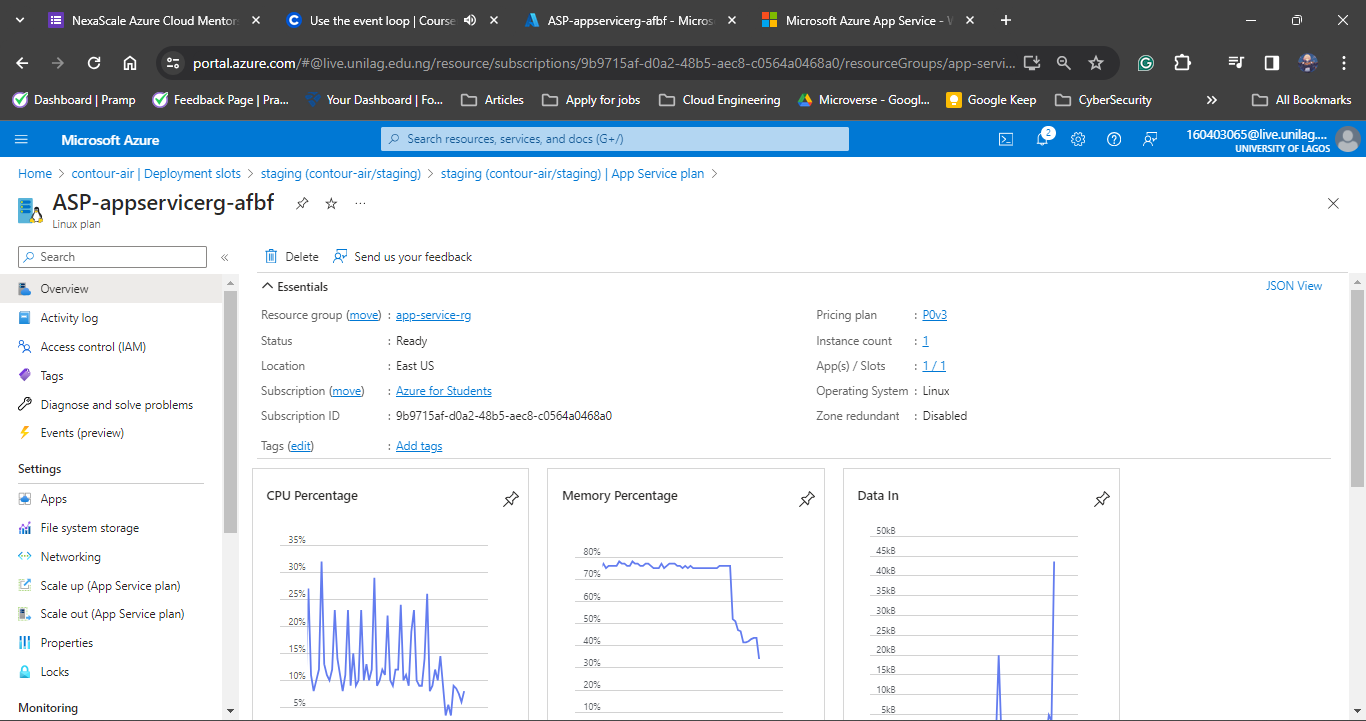 NexaScale Azure Cloud Mentor
Use the event loop | Course
ASP-appservicerg-afbf - Micros
Microsoft Azure App Service - V
portal.azure.com/#@live.unilag.edu.ng/resource/subscriptions/9b9715af-d0a2-48b5-aec8-c0564a0468a0/resourceGroups/app-servi...
Dashboard | Pramp
Feedback Page | Pra...
Your Dashboard | Fo...
Articles
Apply for jobs
Cloud Engineering
Microverse - Googl...
Google Keep
CyberSecurity
All Bookmarks
Microsoft Azure
Search resources, services, and docs (G+/)
2
160403065@live.unilag....
UNIVERSITY OF LAGOS
Home > contour-air | Deployment slots > staging (contour-air/staging) > staging (contour-air/staging) | App Service plan >
ASP-appservicerg-afbf
Linux plan
Search
Overview
Activity log
Access control (IAM)
Tags
Diagnose and solve problems
Events (preview)
Settings
Apps
File system storage
Networking
Scale up (App Service plan)
Scale out (App Service plan)
Properties
Locks
Monitoring
Delete
Send us your feedback
Essentials
JSON View
Resource group (move) : app-service-rg
Status : Ready
Location : East US
Subscription (move) : Azure for Students
Subscription ID : 9b9715af-d0a2-48b5-aec8-c0564a0468a0
Tags (edit) : Add tags
Pricing plan : P0v3
Instance count : 1
App(s) / Slots : 1 / 1
Operating System : Linux
Zone redundant : Disabled
CPU Percentage
35%
30%
25%
20%
15%
10%
5%
Memory Percentage
80%
70%
60%
50%
40%
30%
20%
10%
Data In
50kB
45kB
40kB
35kB
30kB
25kB
20kB
15kB
10kB
5kB